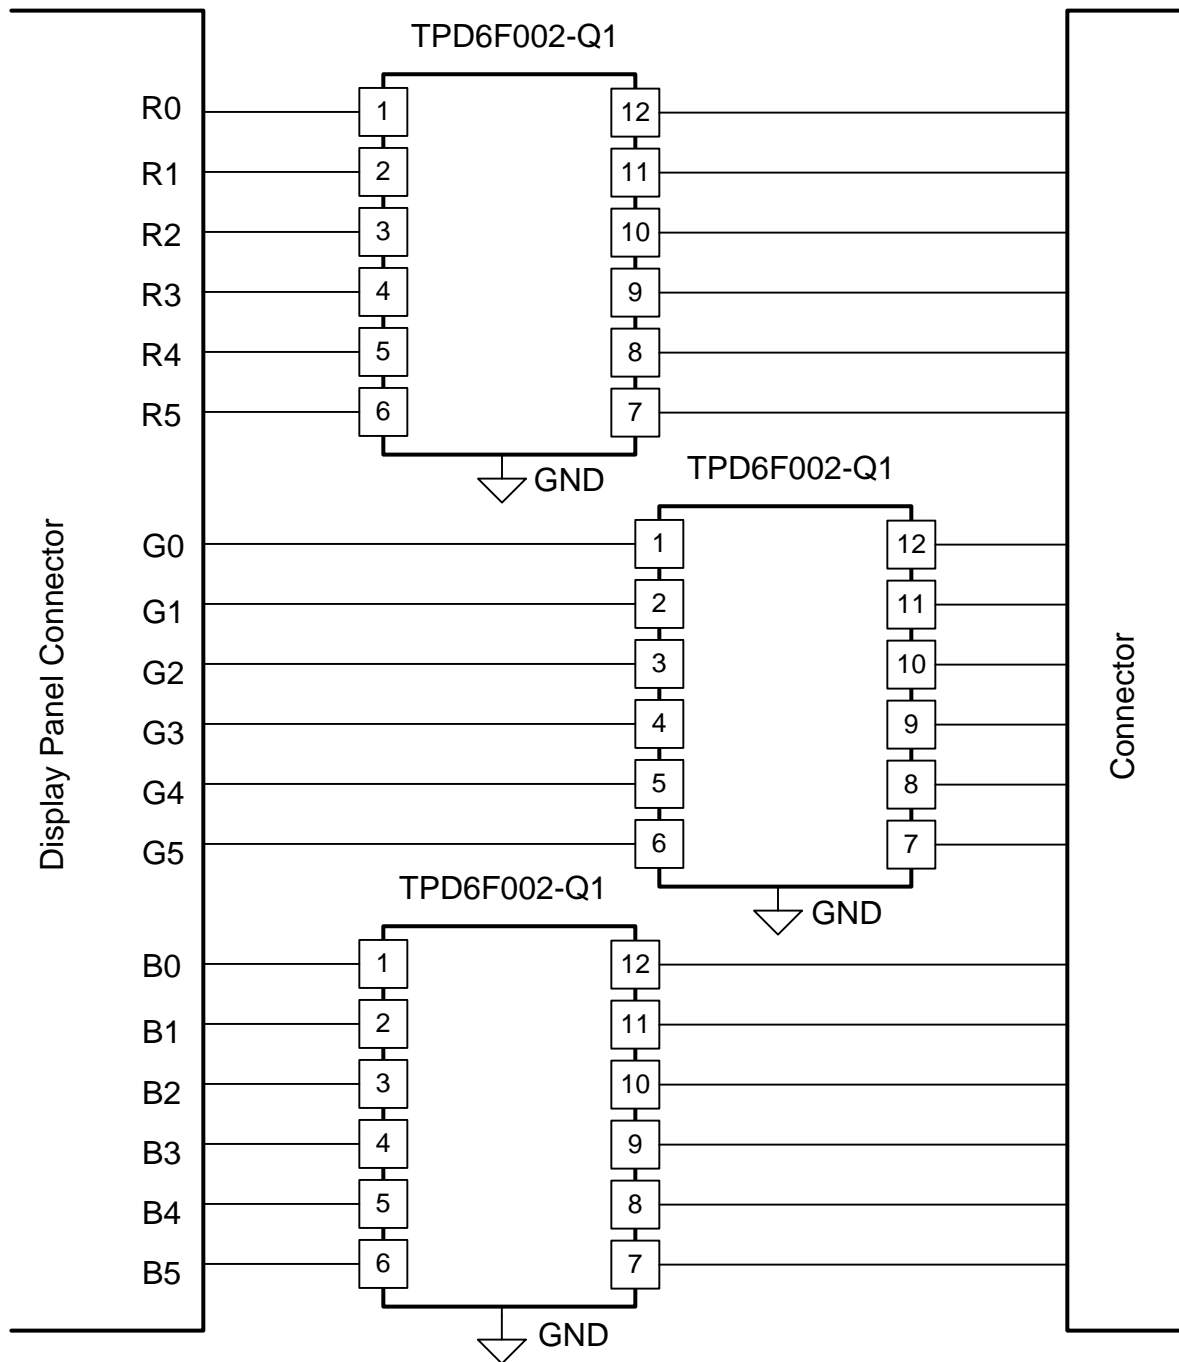 TPD6F002-Q1
R0 1 12
R1 2 11
R2 3 10
R3 4 9
R4 5 8
R5 6 7
GND
TPD6F002-Q1
G0 1 12
G1 2 11
G2 3 10
G3 4 9
G4 5 8
G5 6 7
GND
Display Panel Connector
Connector
TPD6F002-Q1
B0 1 12
B1 2 11
B2 3 10
B3 4 9
B4 5 8
B5 6 7
GND